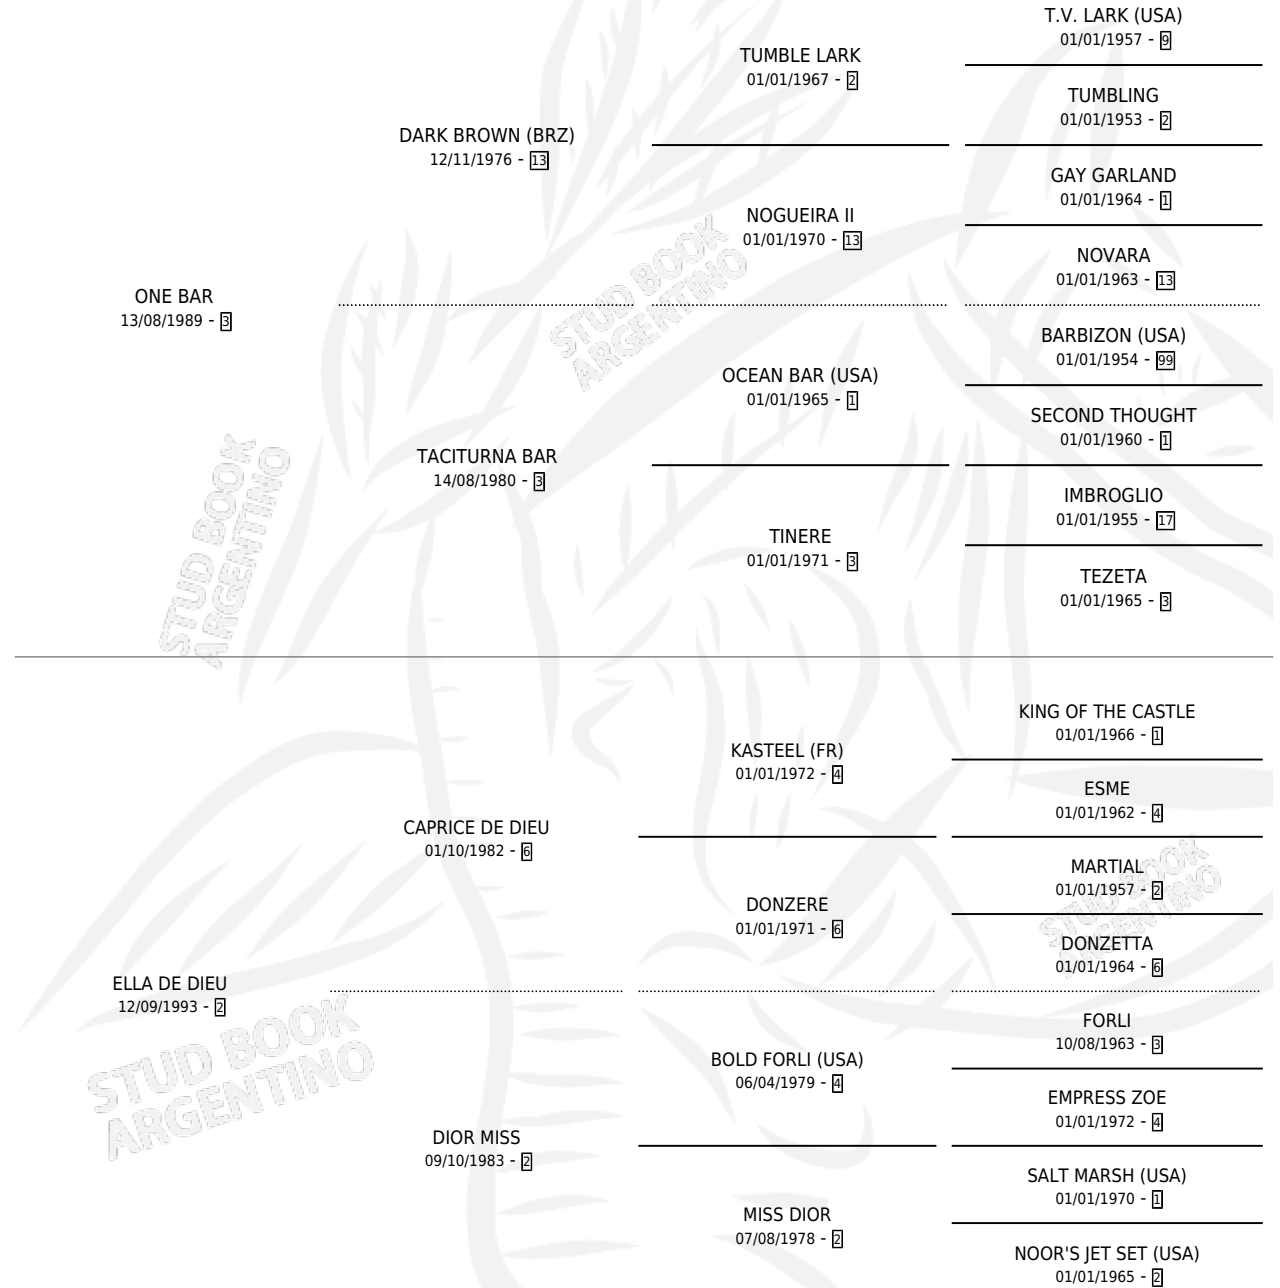 T.V. LARK (USA)
01/01/1957 - 9
TUMBLE LARK
01/01/1967 - 2
TUMBLING
01/01/1953 - 2
DARK BROWN (BRZ)
12/11/1976 - 13
GAY GARLAND
01/01/1964 - 1
NOGUEIRA II
01/01/1970 - 13
NOVARA
01/01/1963 - 13
ONE BAR
13/08/1989 - 3
BARBIZON (USA)
01/01/1954 - 99
OCEAN BAR (USA)
01/01/1965 - 1
SECOND THOUGHT
01/01/1960 - 1
TACITURNA BAR
14/08/1980 - 3
IMBROGLIO
01/01/1955 - 17
TINERE
01/01/1971 - 3
TEZETA
01/01/1965 - 3
KING OF THE CASTLE
01/01/1966 - 1
KASTEEL (FR)
01/01/1972 - 4
ESME
01/01/1962 - 4
CAPRICE DE DIEU
01/10/1982 - 6
MARTIAL
01/01/1957 - 2
DONZERE
01/01/1971 - 6
DONZETTA
01/01/1964 - 6
ELLA DE DIEU
12/09/1993 - 2
FORLI
10/08/1963 - 3
BOLD FORLI (USA)
06/04/1979 - 4
EMPRESS ZOE
01/01/1972 - 4
DIOR MISS
09/10/1983 - 2
SALT MARSH (USA)
01/01/1970 - 1
MISS DIOR
07/08/1978 - 2
NOOR'S JET SET (USA)
01/01/1965 - 2
STUD BOOK
ARGENTINO
STUD BOOK
ARGENTINO
STUD BOOK
ARGENTINO
STUD BOOK
ARGENTINO